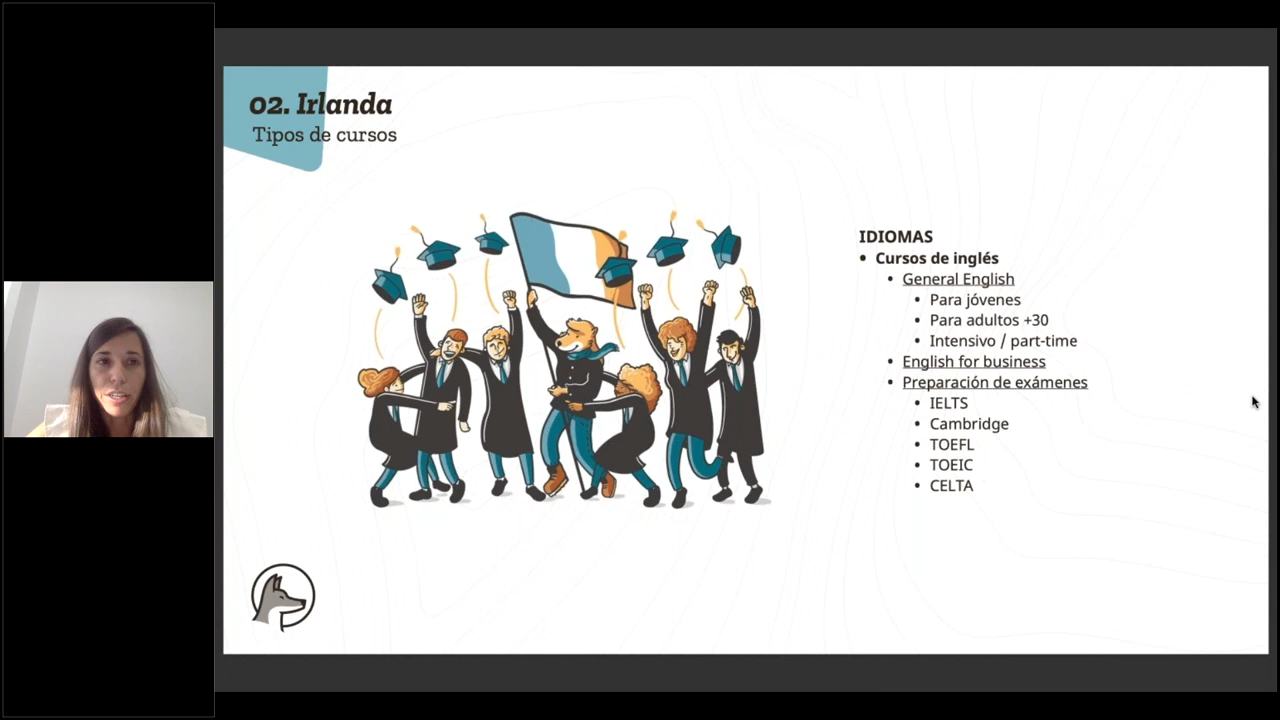 02. Irlanda
Tipos de cursos
IDIOMAS
• Cursos de inglés
• General English
• Para jóvenes
• Para adultos +30
• Intensivo / part-time
• English for business
• Preparación de exámenes
• IELTS
• Cambridge
• TOEFL
• TOEIC
• CELTA